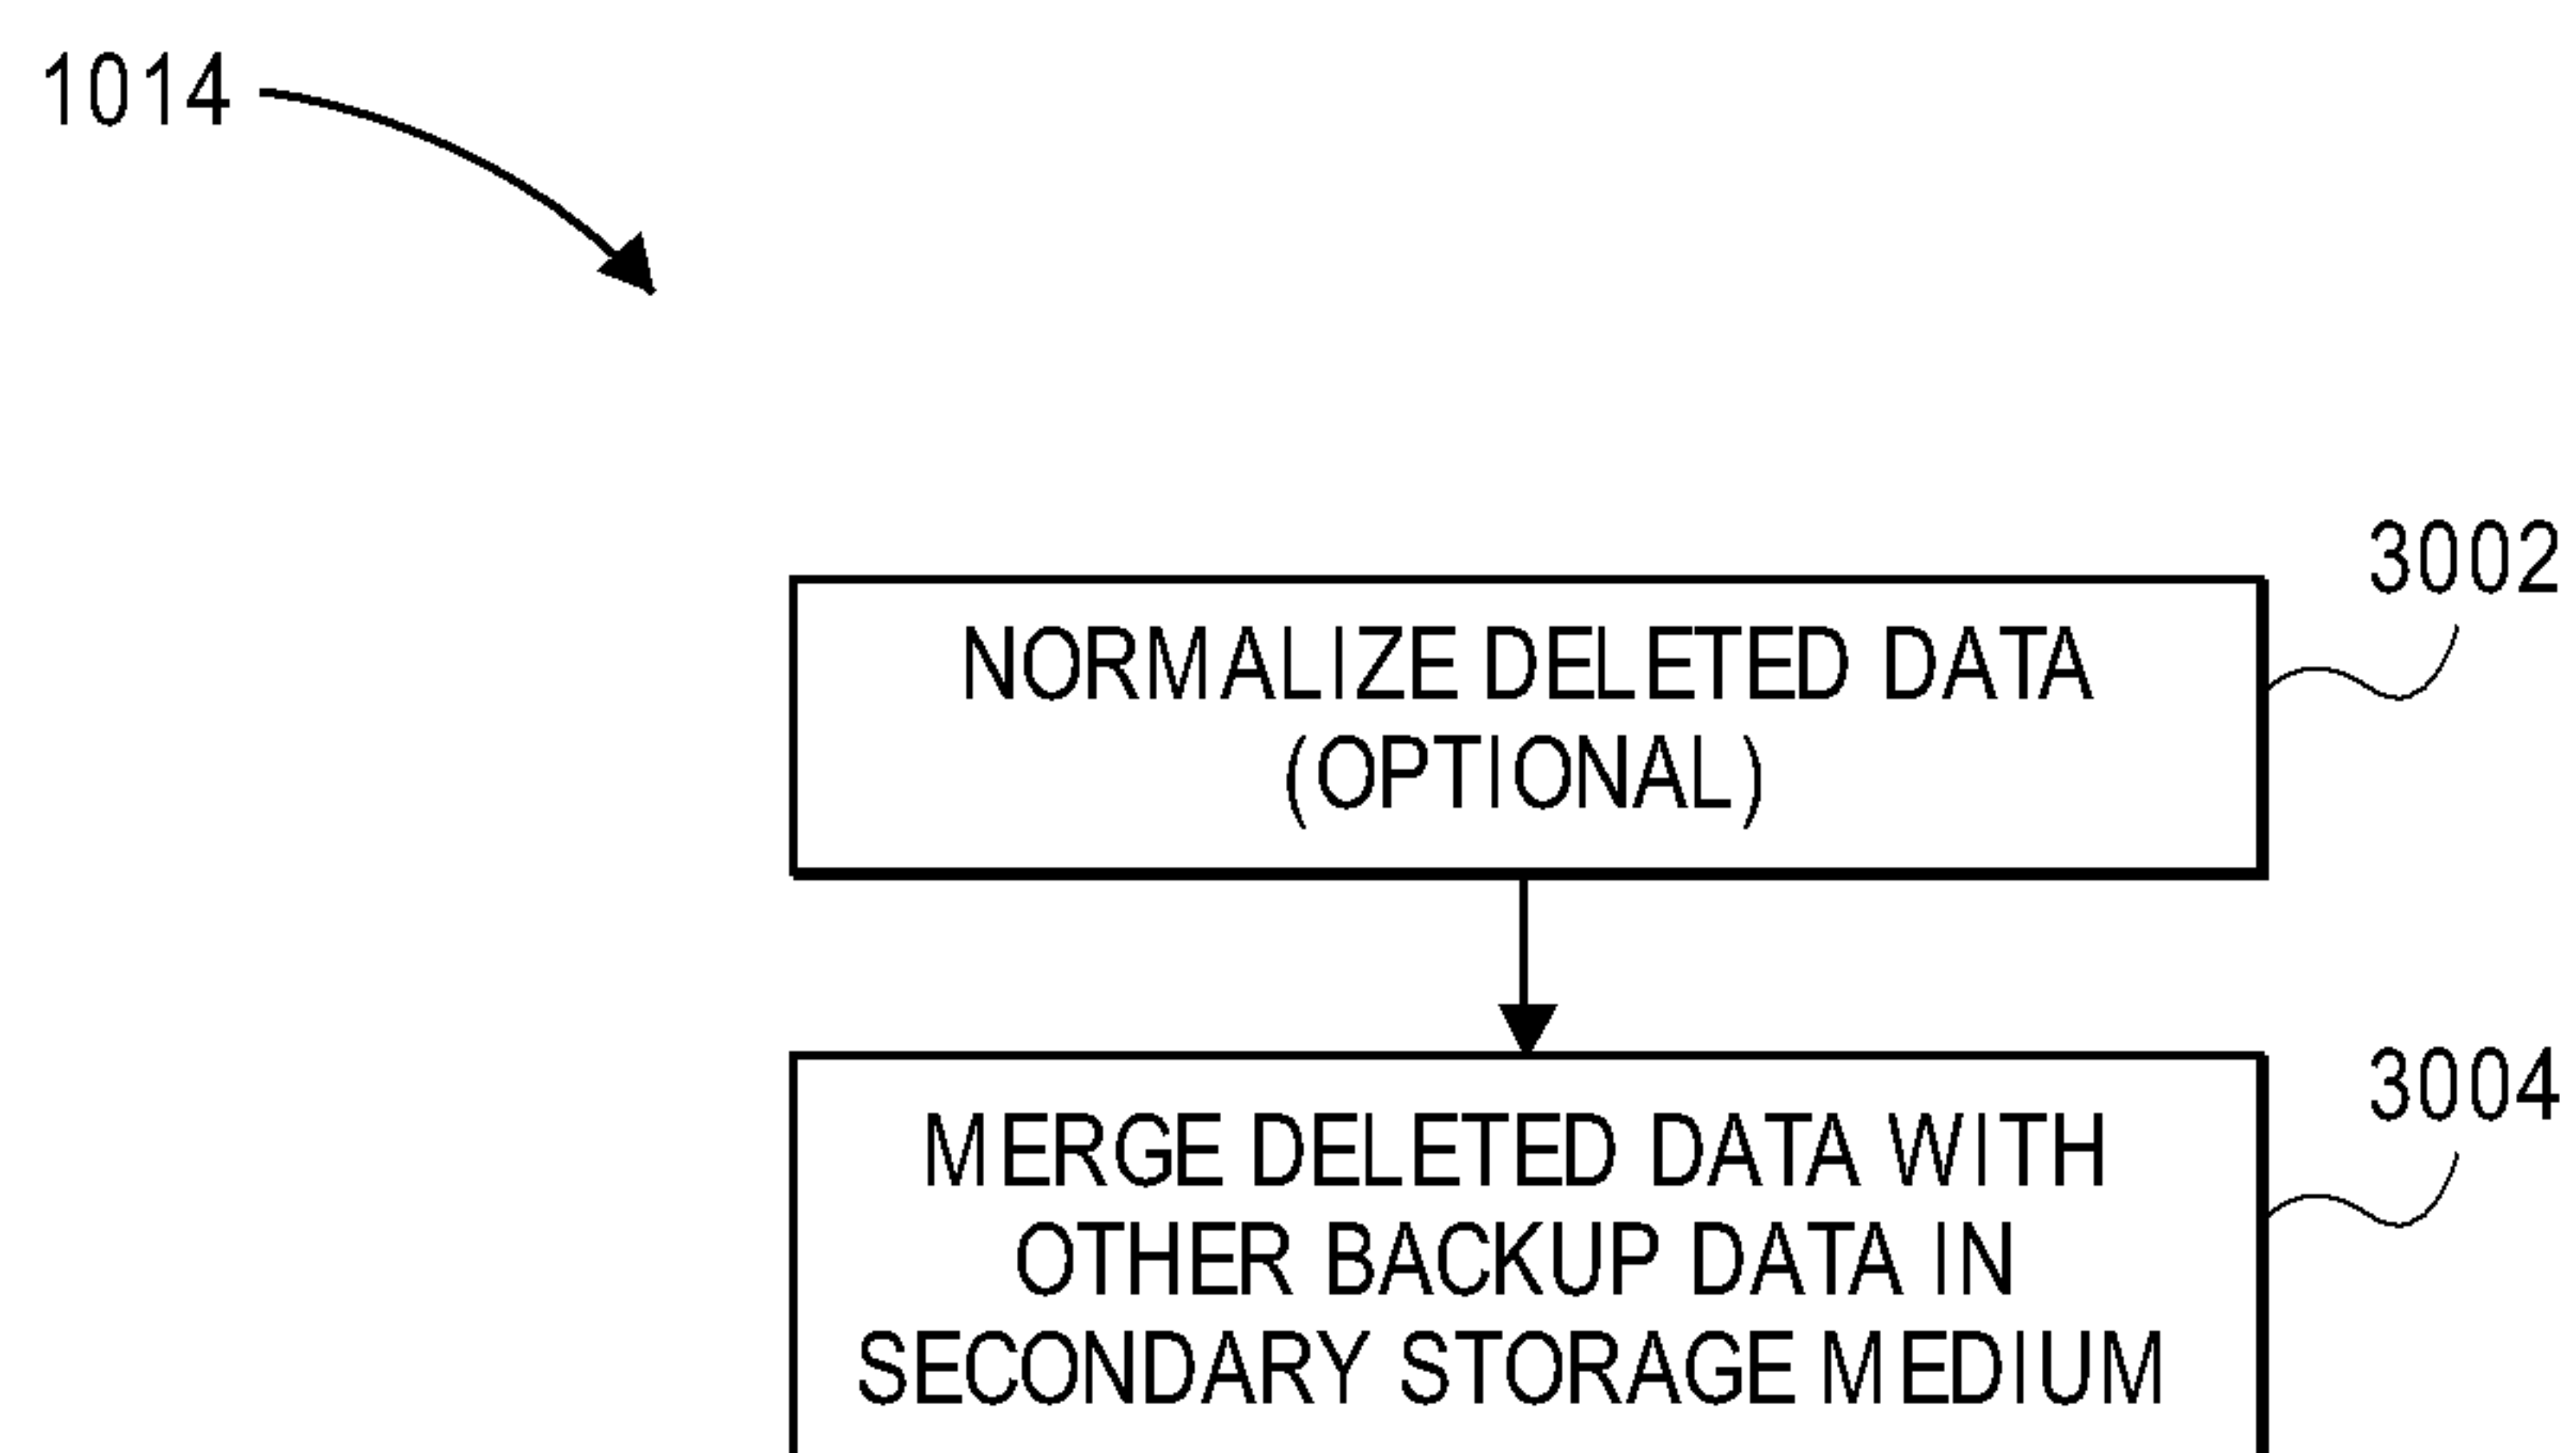 1014
3002
NORMALIZE DELETED DATA
(OPTIONAL)
3004
MERGE DELETED DATA WITH
OTHER BACKUP DATA IN
SECONDARY STORAGE MEDIUM